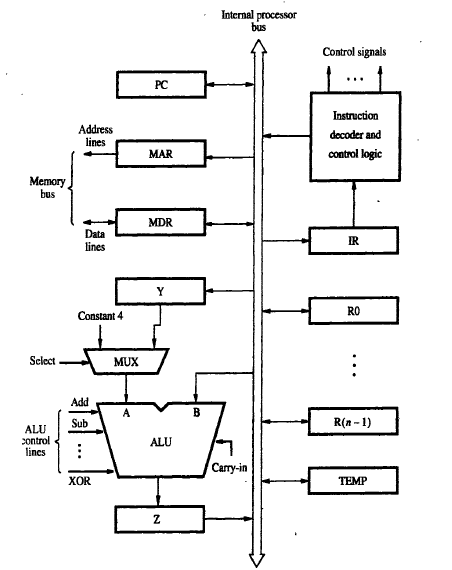 Internal processor
bus
Control signals
...
PC
Instruction
decoder and
control logic
Address
lines
MAR
Memory
bus
MDR
Data
lines
IR
Y
R0
Constant 4
Select
MUX
Add
A
B
Sub
ALU
control
lines
ALU
R(n-1)
Carry-in
XOR
TEMP
Z